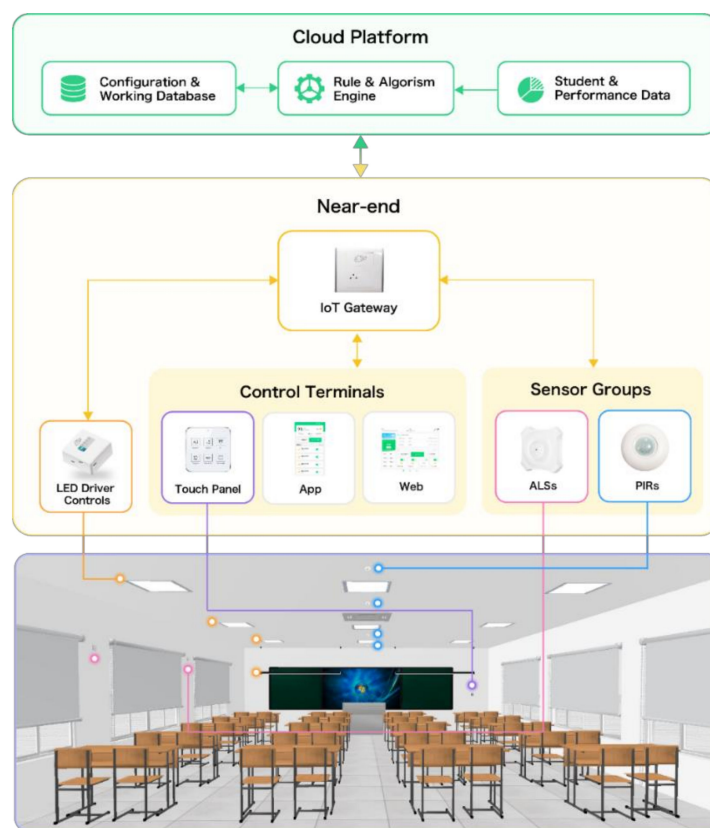 Cloud Platform
Configuration &
Working Database
Rule & Algorism
Engine
Student &
Performance Data
Near-end
IoT Gateway
Control Terminals
Sensor Groups
LED Driver
Controls
Touch Panel
App
Web
ALSs
PIRs